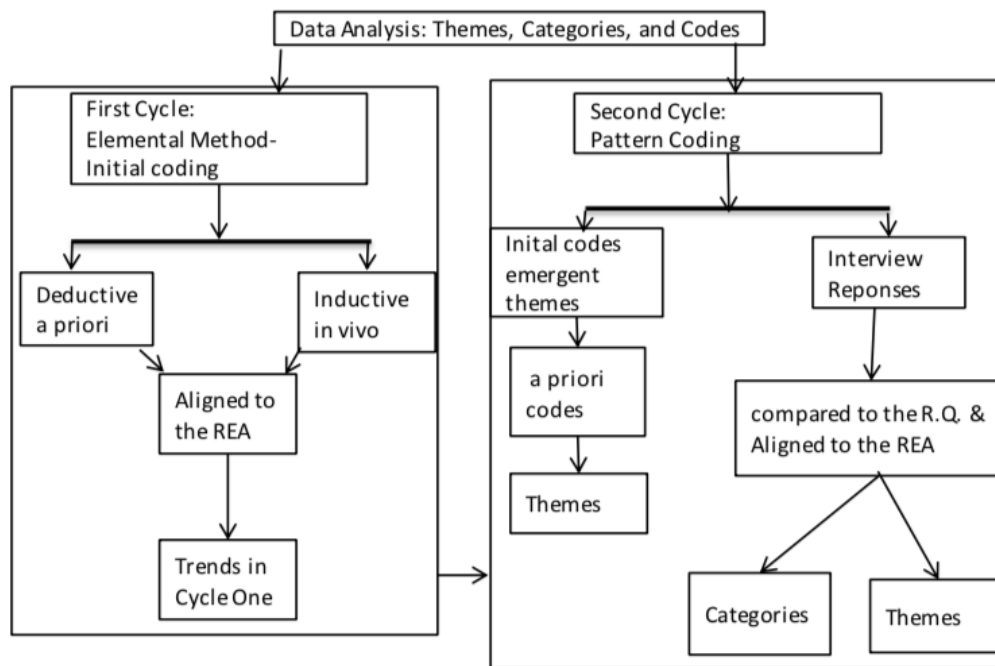 Data Analysis: Themes, Categories, and Codes
First Cycle:
Elemental Method-
Initial coding
Deductive
a priori
Inductive
in vivo
Aligned to
the REA
Trends in
Cycle One
Second Cycle:
Pattern Coding
Inital codes
emergent
themes
a priori
codes
Themes
Interview
Reponses
compared to the R.Q. &
Aligned to the REA
Categories
Themes